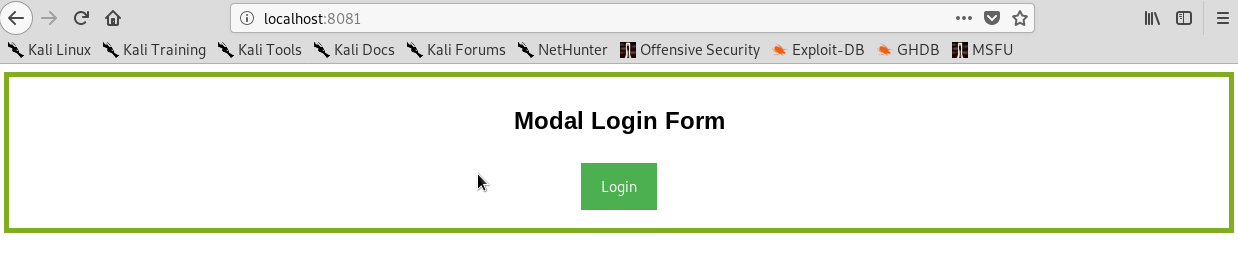 localhost:8081
Kali Linux Kali Training Kali Tools Kali Docs Kali Forums NetHunter Offensive Security Exploit-DB GHDB MSFU
Modal Login Form
Login